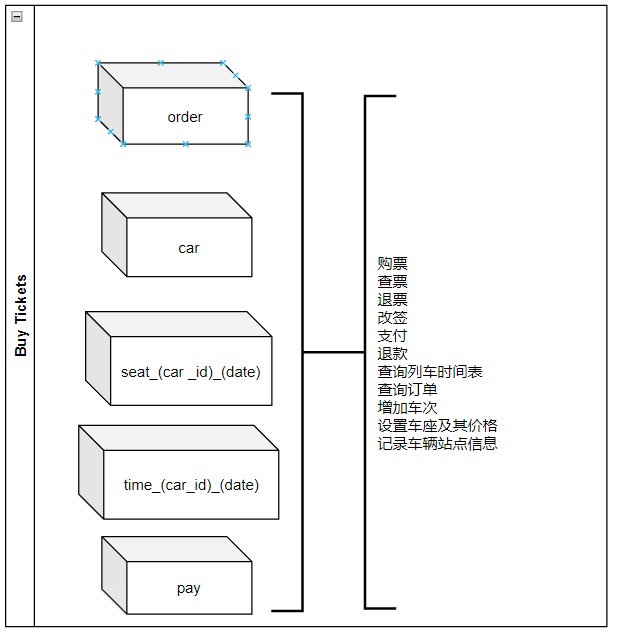 Buy Tickets
order
car
seat_(car _id)_(date)
time_(car_id)_(date)
pay
购票
查票
退票
改签
支付
退款
查询列车时间表
查询订单
增加车次
设置车座及其价格
记录车辆站点信息